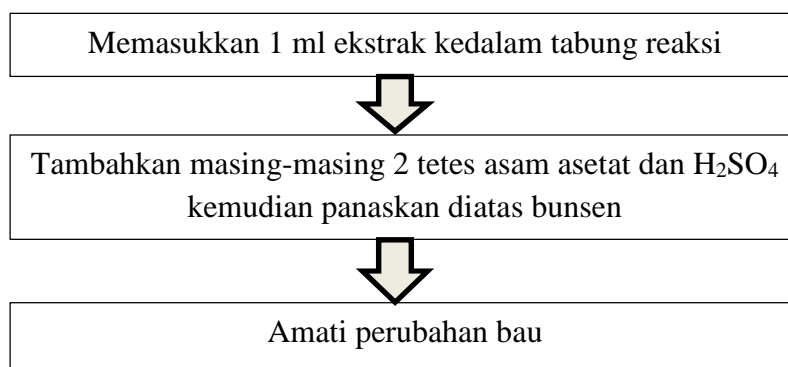 Memasukkan 1 ml ekstrak kedalam tabung reaksi
Tambahkan masing-masing 2 tetes asam asetat dan H₂SO₄
kemudian panaskan diatas bunsen
Amati perubahan bau